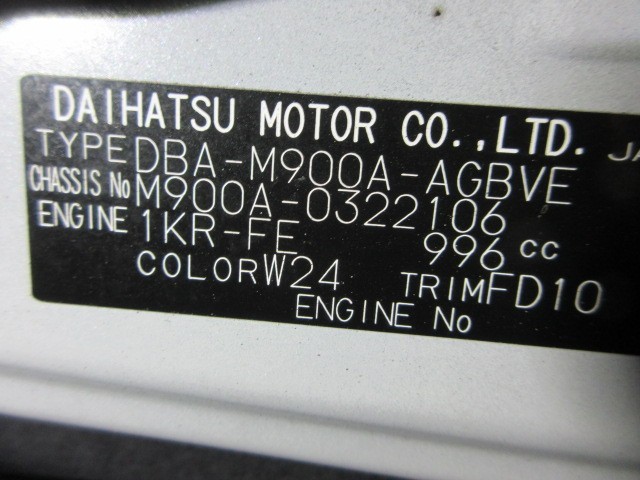 DAIHATSU MOTOR CO.,LTD. JA
TYPE DBA-M900A-AGBVE
CHASSIS No M900A-0322106
ENGINE 1KR-FE 996 cc
COLOR W24 TRIM FD10
ENGINE No